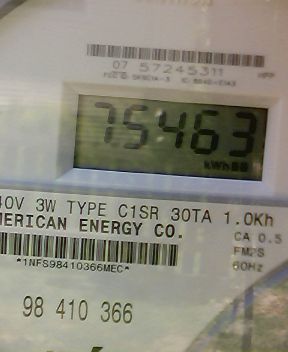 07 57245311
75463
kWh
40V 3W TYPE C1SR 30TA 1.0Kh
MERICAN ENERGY CO.
CA 0.5
FM2S
60Hz
*1NFS98410366MEC*
98 410 366